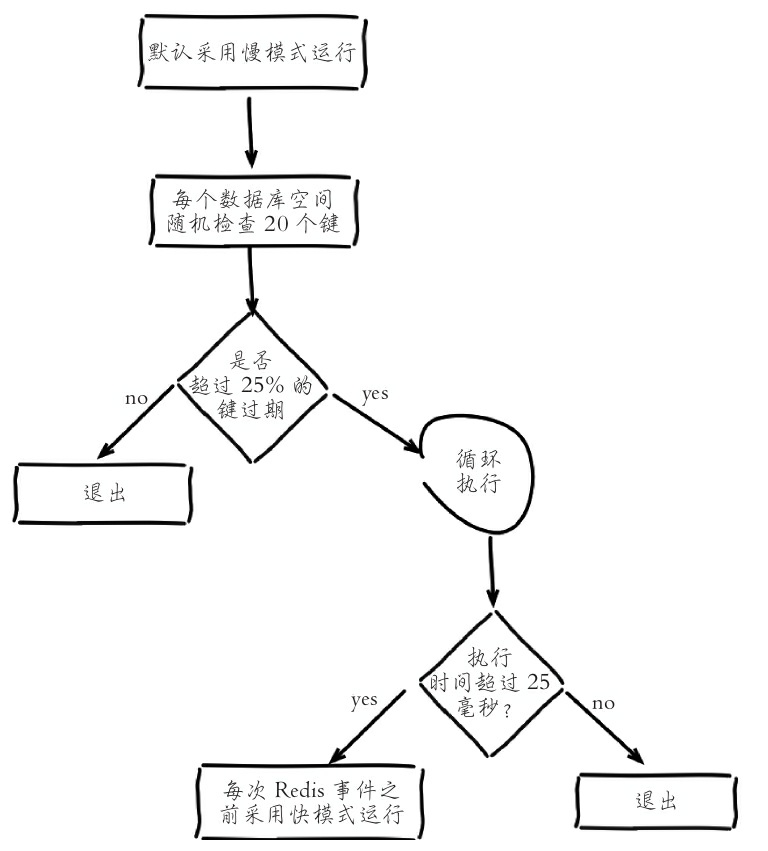 默认采用慢模式运行
每个数据库空间
随机检查 20 个键
是否
超过 25% 的
键过期
no
yes
退出
循环
执行
执行
时间超过 25
毫秒?
yes
no
每次 Redis 事件之
前采用快模式运行
退出